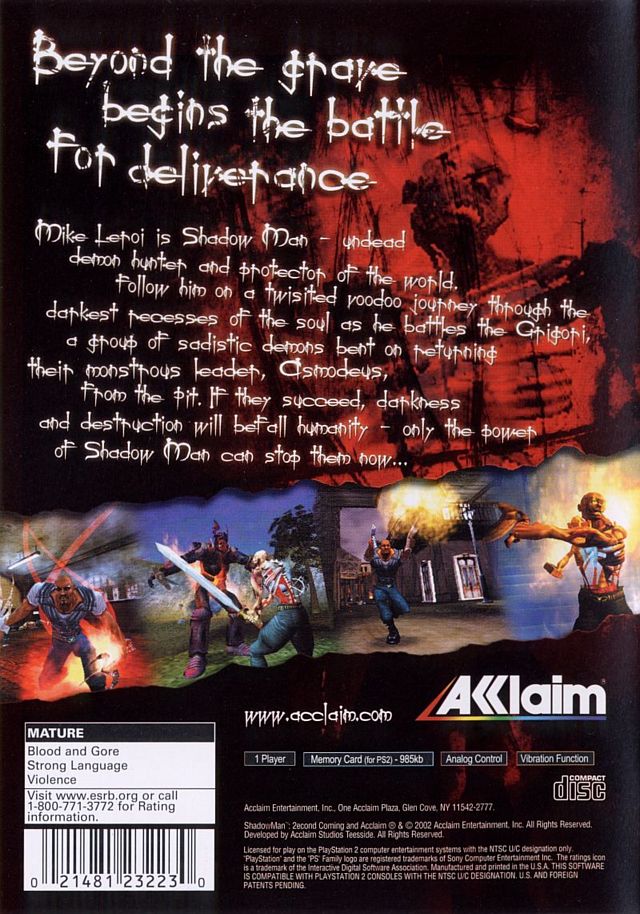 Beyond the grave
begins the battle
for deliverance
Mike Leroi is Shadow Man – undead
demon hunter and protector of the world.
Follow him on a twisited voodoo journey through the
darkest recesses of the soul as he battles the Grigori,
a group of sadistic demons bent on returning
their monstrous leader, Asmodeus,
from the pit. If they succeed, darkness
and destruction will befall humanity – only the power
of Shadow Man can stop them now...
www.acclaim.com
AKklaim
MATURE
Blood and Gore
Strong Language
Violence
Visit www.esrb.org or call
1-800-771-3772 for Rating
information.
0 21481 23223 0
1 Player
Memory Card (for PS2) - 985kb
Analog Control
Vibration Function
COMPACT
disc
Acclaim Entertainment, Inc., One Acclaim Plaza, Glen Cove, NY 11542-2777.
ShadowMan™: 2econd Coming and Acclaim ® & © 2002 Acclaim Entertainment, Inc. All Rights Reserved.
Developed by Acclaim Studios Teesside. All Rights Reserved.
Licensed for play on the PlayStation 2 computer entertainment systems with the NTSC U/C designation only.
"PlayStation" and the "PS" Family logo are registered trademarks of Sony Computer Entertainment Inc. The ratings icon
is a trademark of the Interactive Digital Software Association. Manufactured and printed in the U.S.A. THIS SOFTWARE
IS COMPATIBLE WITH PLAYSTATION 2 CONSOLES WITH THE NTSC U/C DESIGNATION. U.S. AND FOREIGN
PATENTS PENDING.